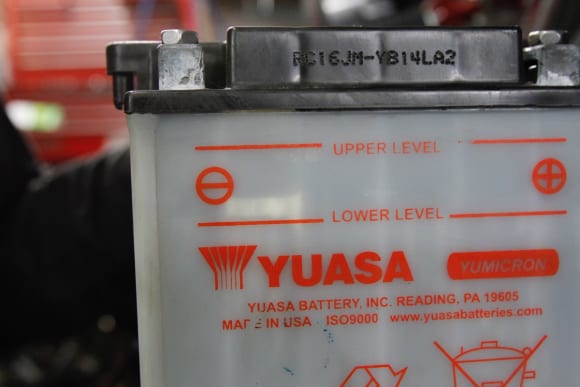 RC16JM-YB14LA2
UPPER LEVEL
LOWER LEVEL
YUASA YUMICRON
YUASA BATTERY, INC. READING, PA 19605
MADE IN USA ISO9000 www.yuasabatteries.com